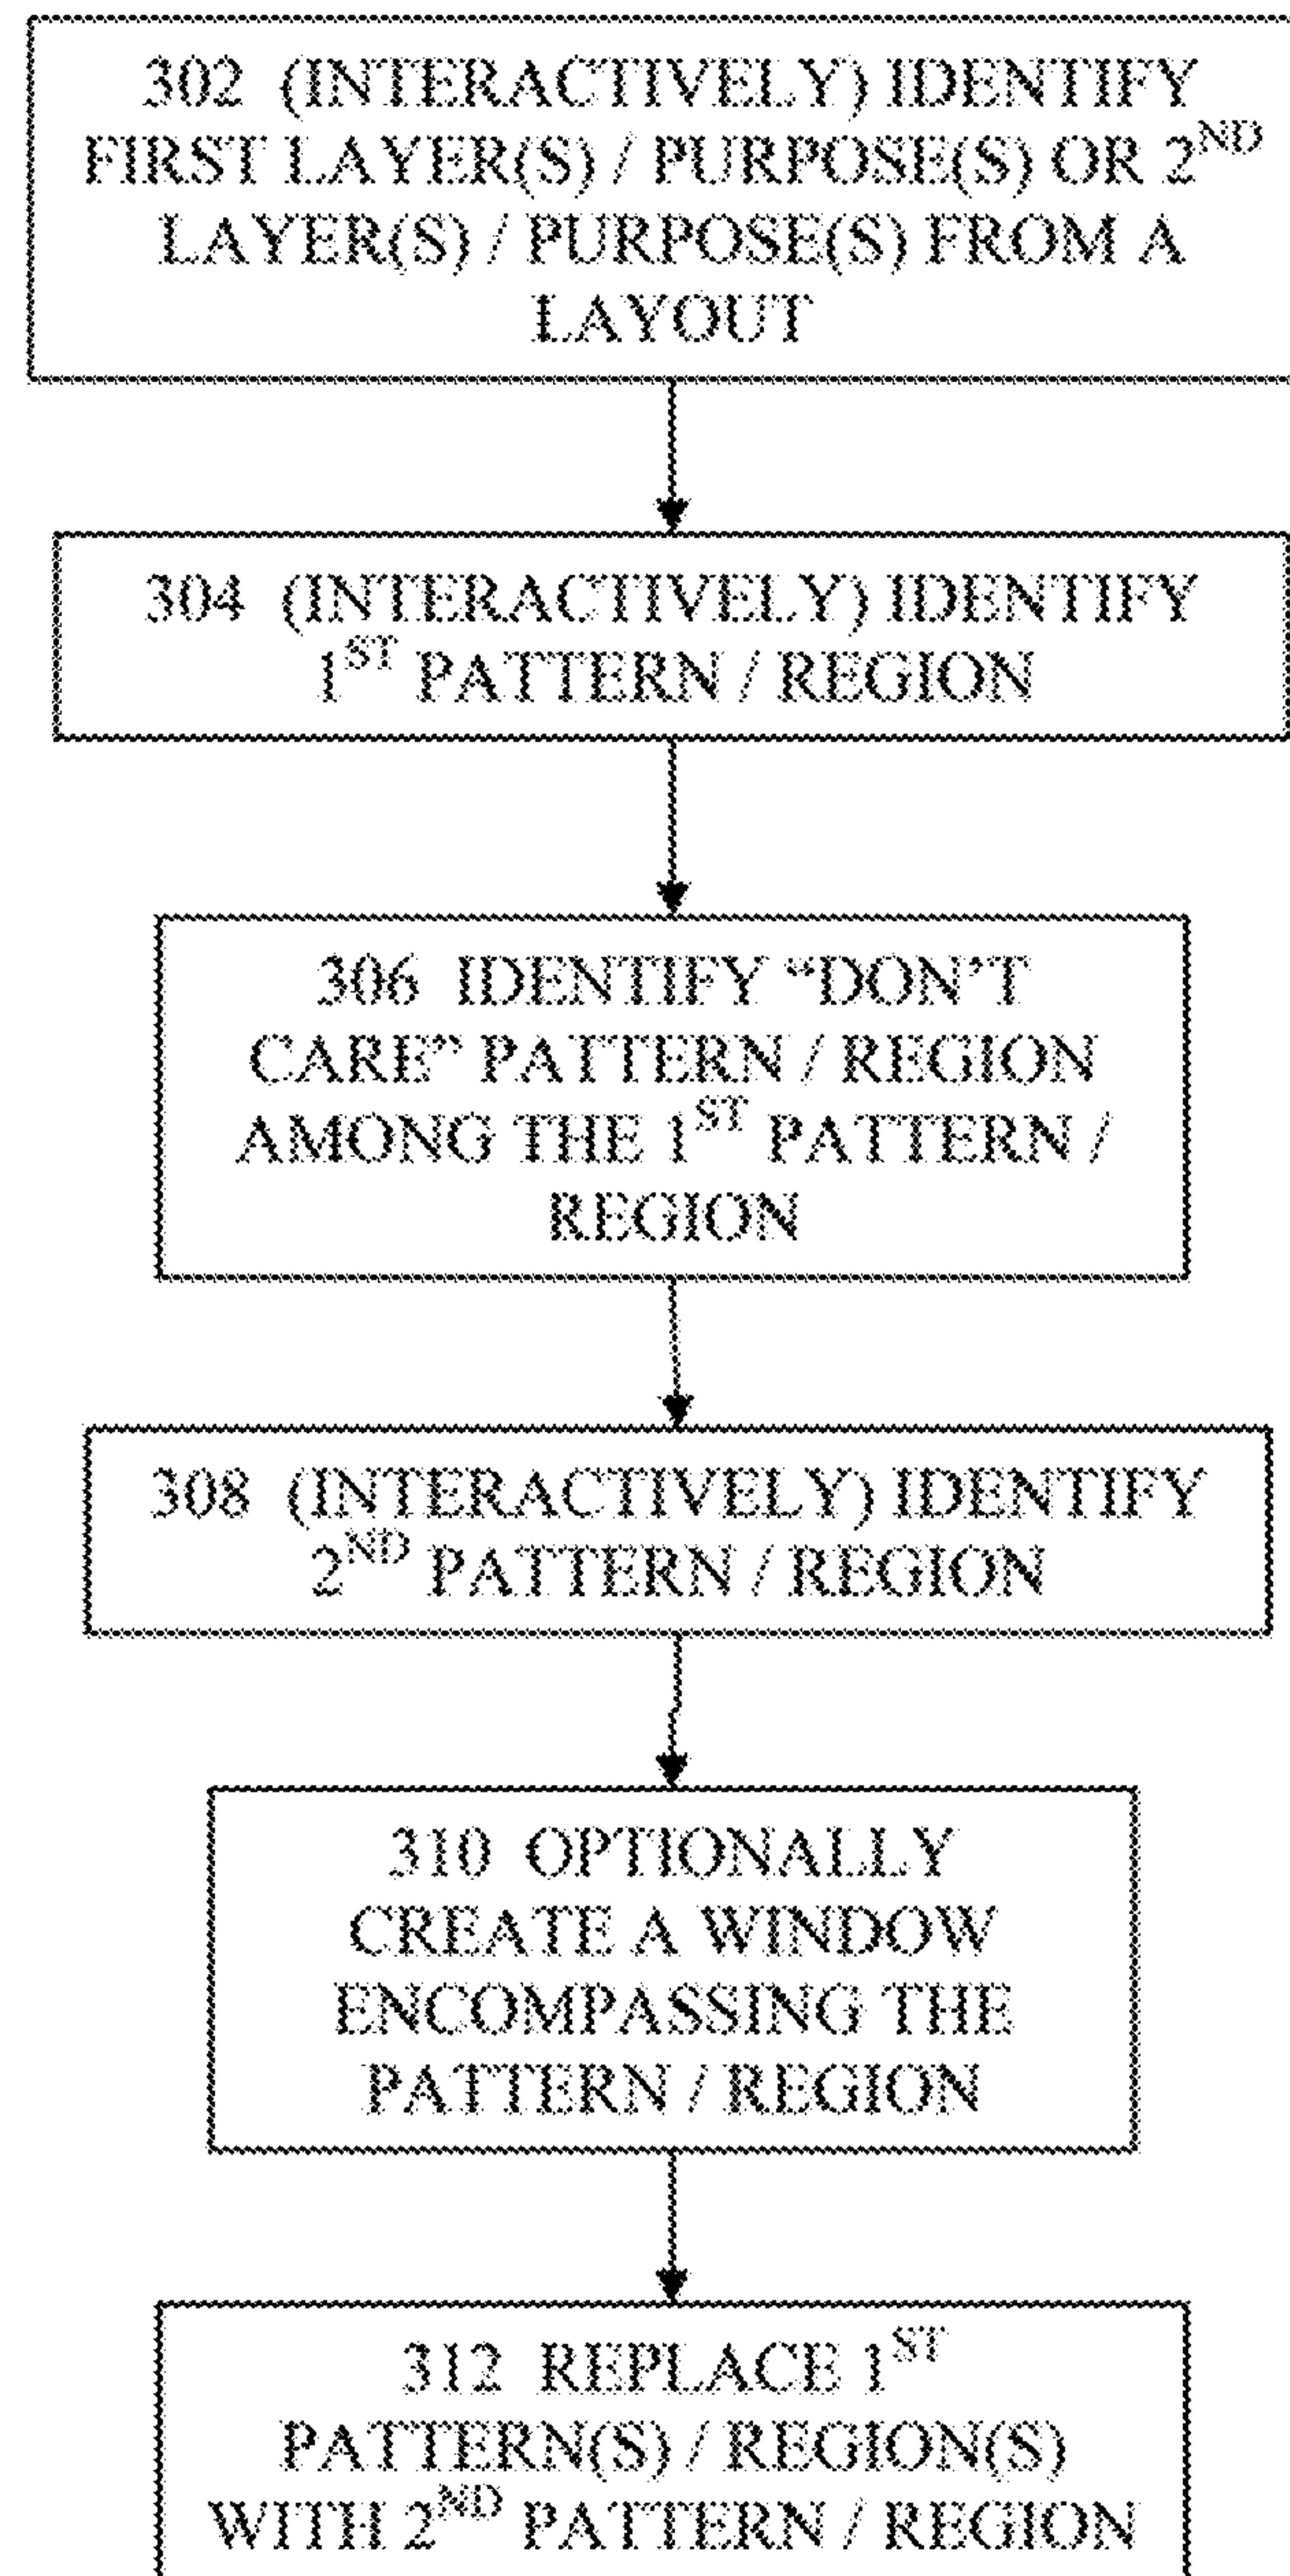 302 (INTERACTIVELY) IDENTIFY
FIRST LAYER(S) / PURPOSE(S) OR 2ND
LAYER(S) / PURPOSE(S) FROM A
LAYOUT
304 (INTERACTIVELY) IDENTIFY
1ST PATTERN / REGION
306 IDENTIFY “DON’T
CARE” PATTERN / REGION
AMONG THE 1ST PATTERN /
REGION
308 (INTERACTIVELY) IDENTIFY
2ND PATTERN / REGION
310 OPTIONALLY
CREATE A WINDOW
ENCOMPASSING THE
PATTERN / REGION
312 REPLACE 1ST
PATTERN(S) / REGION(S)
WITH 2ND PATTERN / REGION